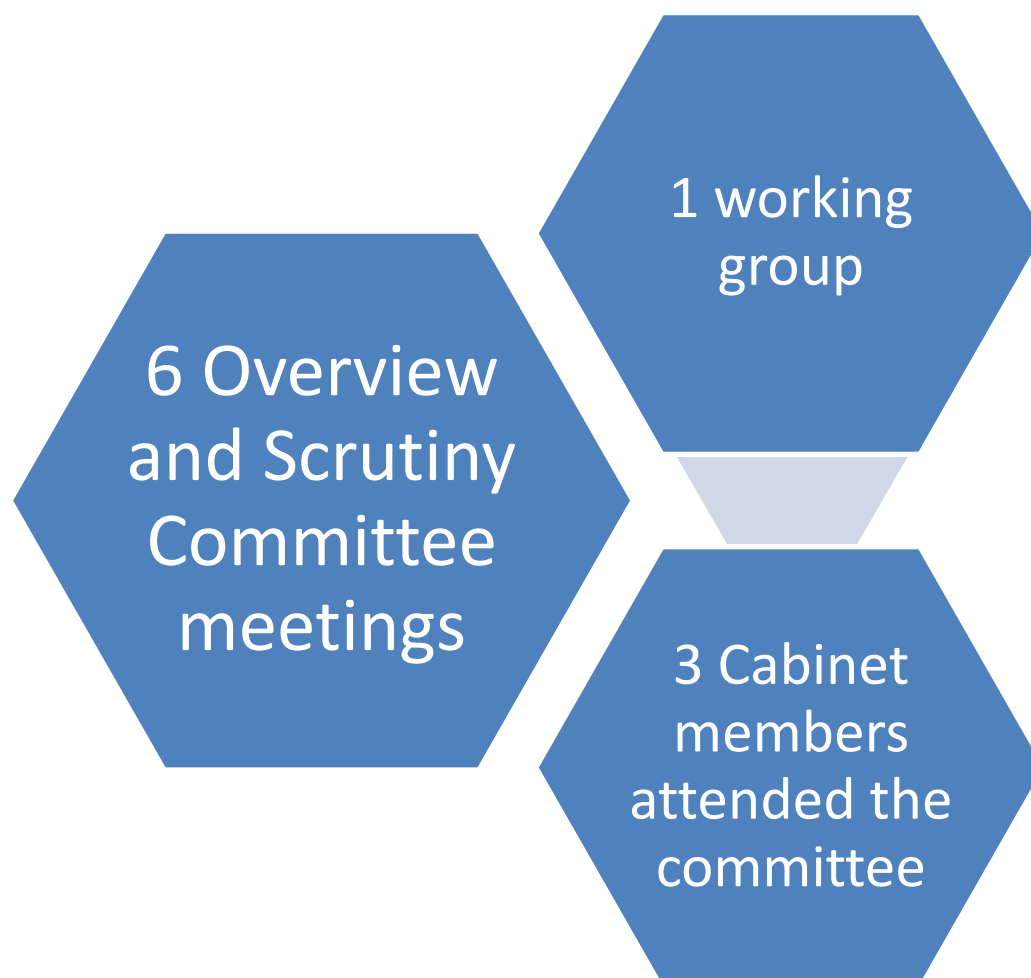 6 Overview
and Scrutiny
Committee
meetings
1 working
group
3 Cabinet
members
attended the
committee